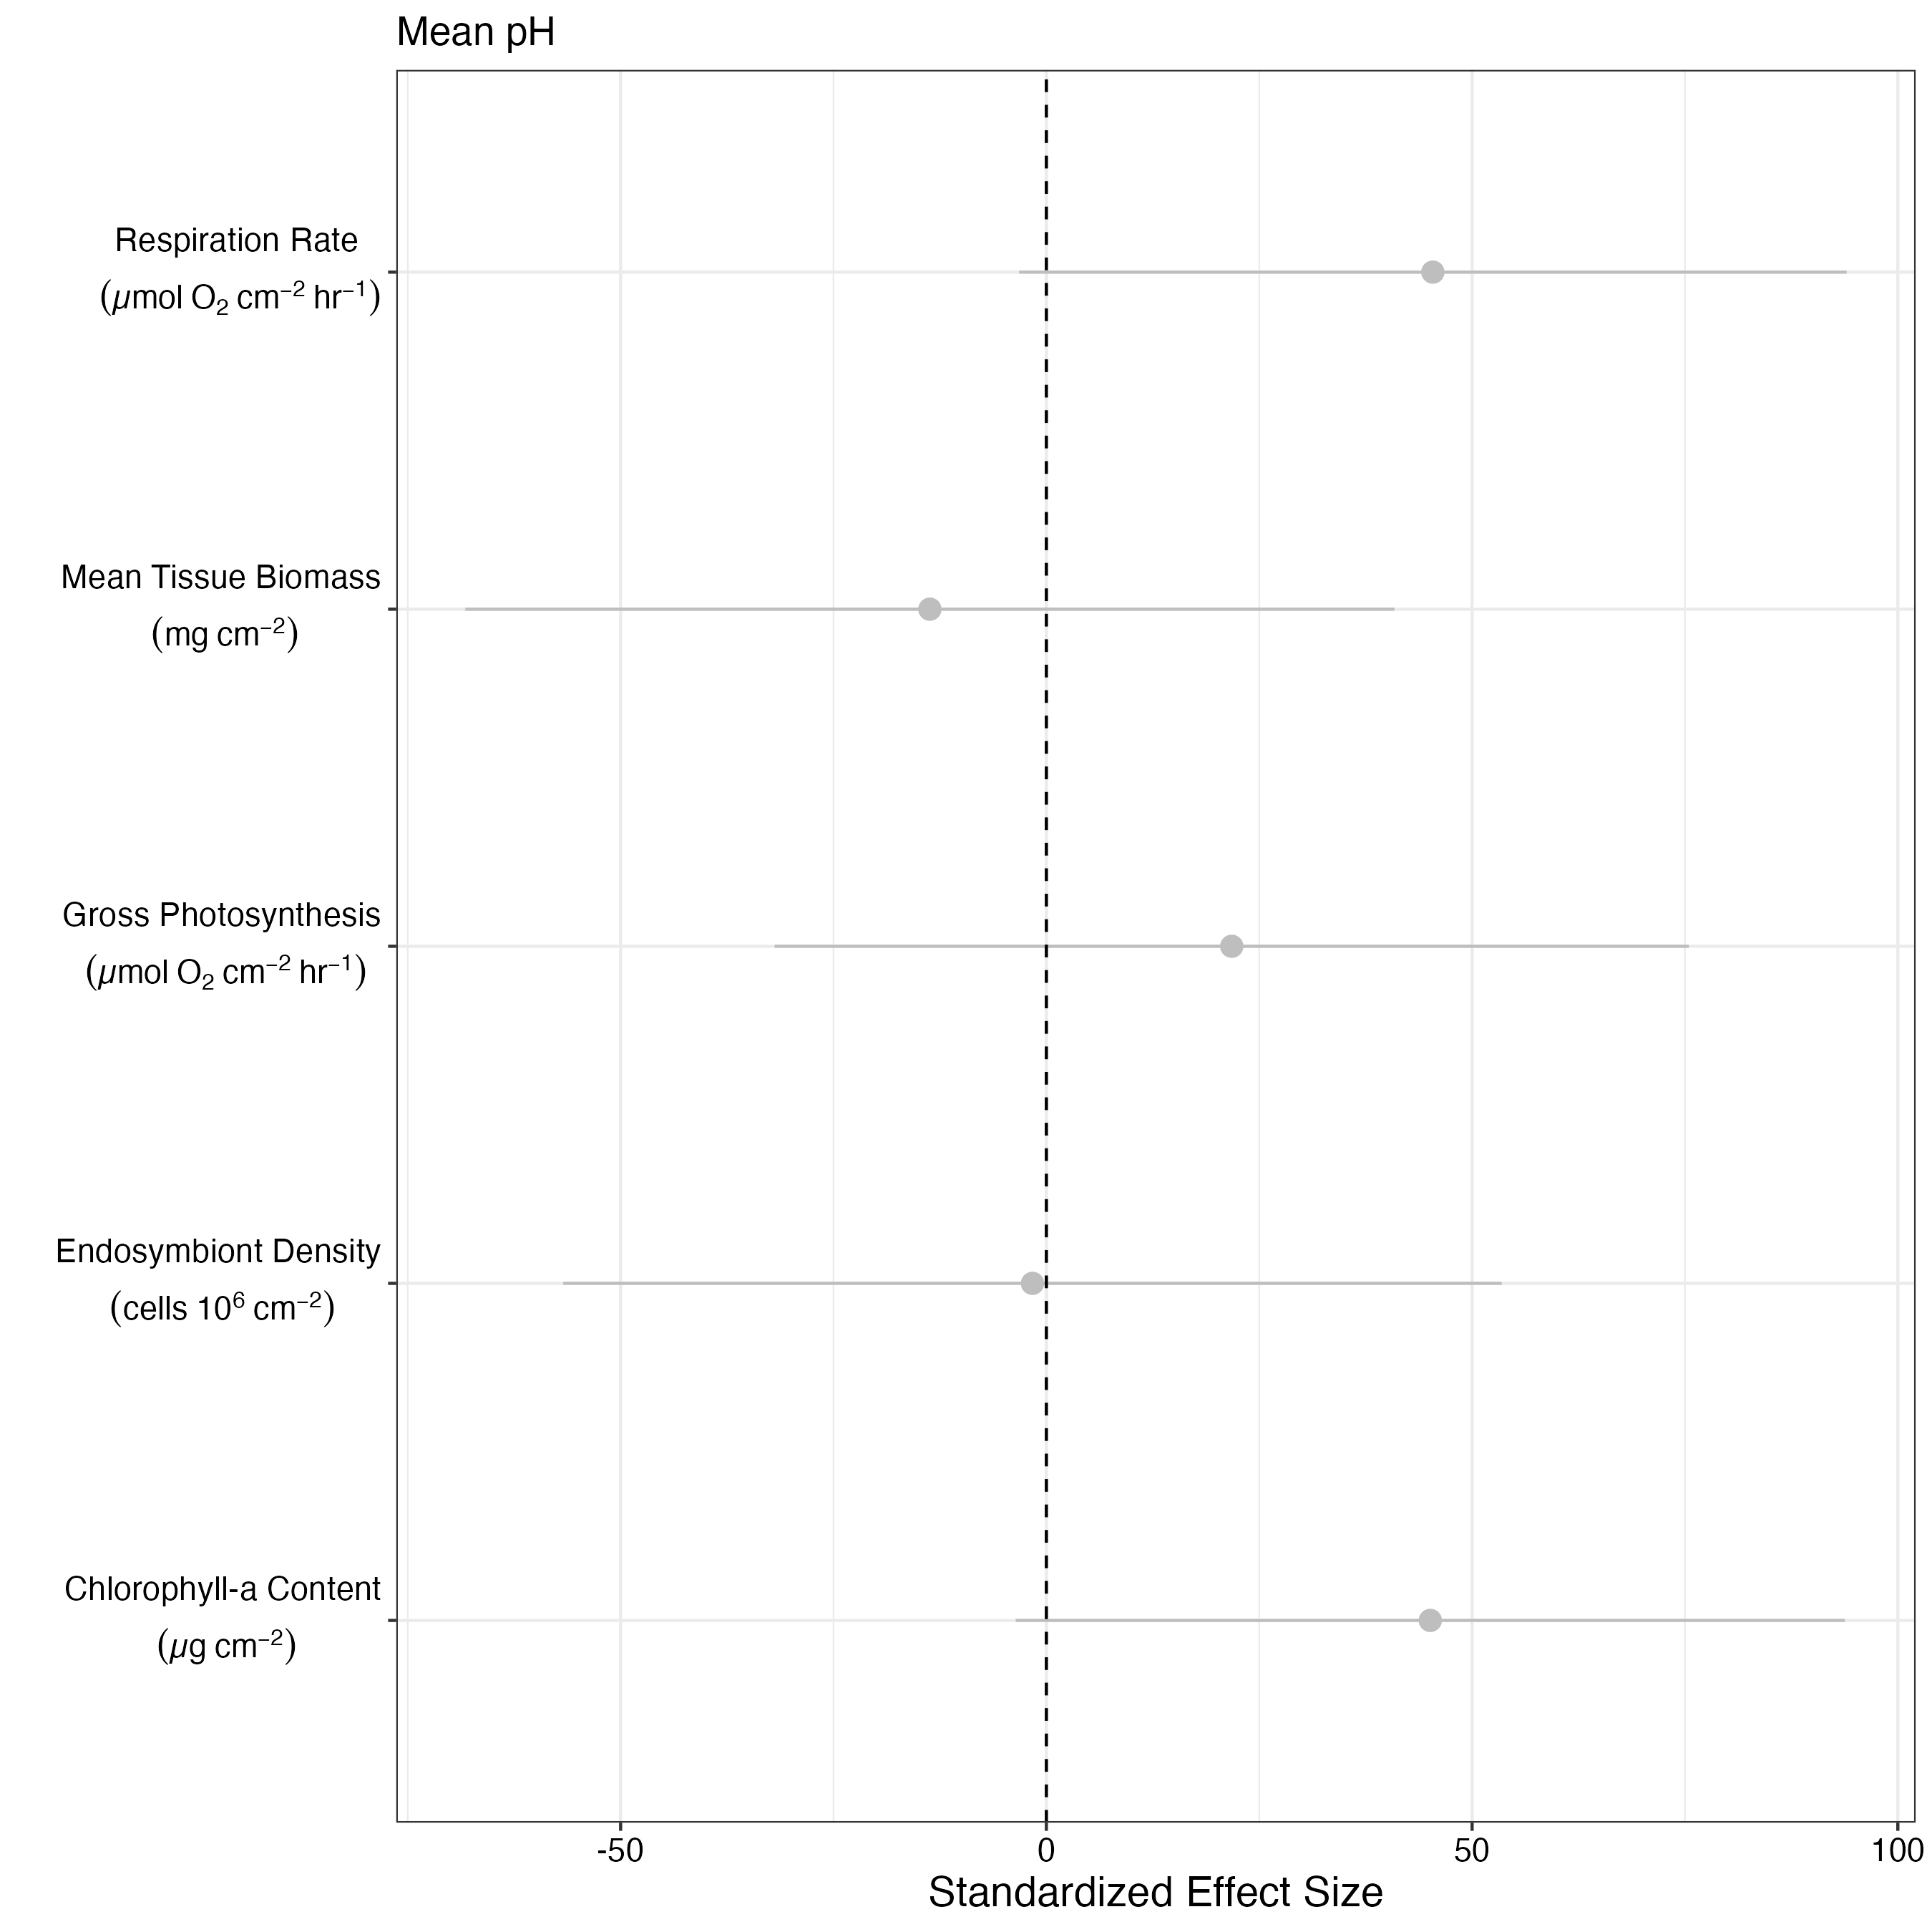 Mean pH
Respiration Rate
(µmol O₂ cm⁻² hr⁻¹)
Mean Tissue Biomass
(mg cm⁻²)
Gross Photosynthesis
(µmol O₂ cm⁻² hr⁻¹)
Endosymbiont Density
(cells 10⁶ cm⁻²)
Chlorophyll-a Content
(µg cm⁻²)
-50 0 50 100
Standardized Effect Size